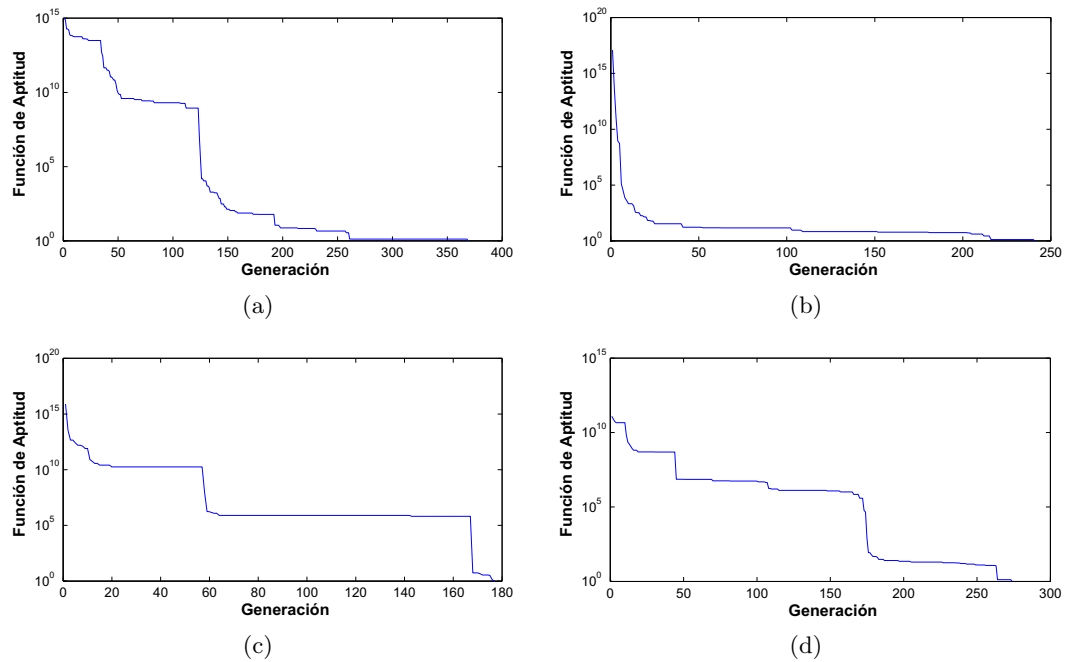 10^15
10^10
10^5
10^0
Función de Aptitud
0 50 100 150 200 250 300 350 400
Generación
(a)
10^20
10^15
10^10
10^5
10^0
Función de Aptitud
0 50 100 150 200 250
Generación
(b)
10^20
10^15
10^10
10^5
10^0
Función de Aptitud
0 20 40 60 80 100 120 140 160 180
Generación
(c)
10^15
10^10
10^5
10^0
Función de Aptitud
0 50 100 150 200 250 300
Generación
(d)